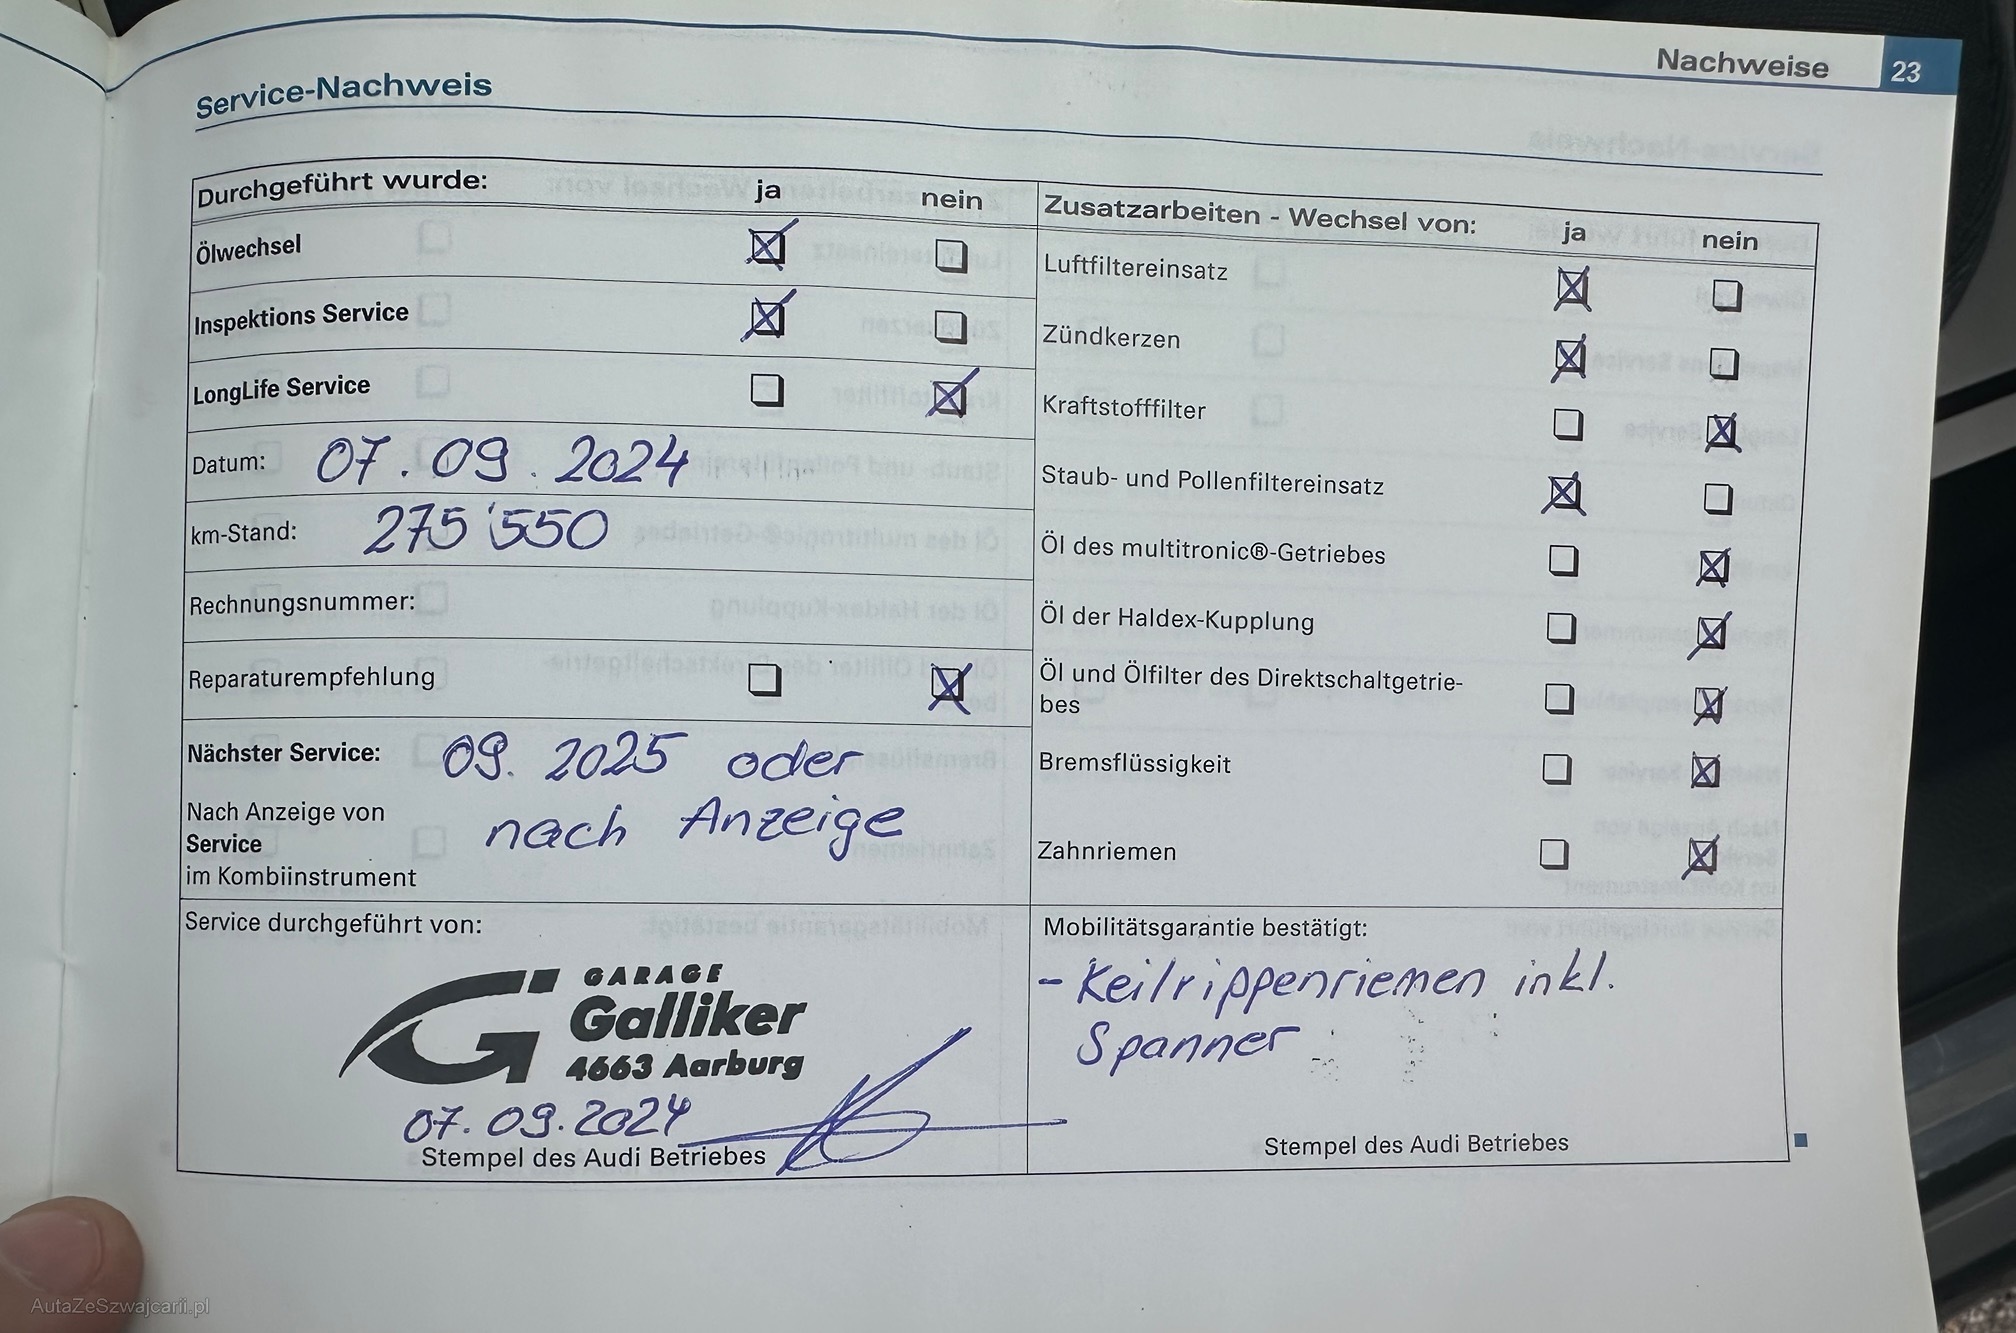 Nachweise 23
Service-Nachweis
Durchgeführt wurde: ja nein
Ölwechsel
Inspektions Service
LongLife Service
Datum: 07.09.2024
km-Stand: 275'550
Rechnungsnummer:
Reparaturempfehlung
Nächster Service: 09.2025 oder
Nach Anzeige von nach Anzeige
Service
im Kombiinstrument
Zusatzarbeiten - Wechsel von: ja nein
Luftfiltereinsatz
Zündkerzen
Kraftstofffilter
Staub- und Pollenfiltereinsatz
Öl des multitronic®-Getriebes
Öl der Haldex-Kupplung
Öl und Ölfilter des Direktschaltgetrie-
bes
Bremsflüssigkeit
Zahnriemen
Service durchgeführt von:
GARAGE
Galliker
4663 Aarburg
07.09.2024
Stempel des Audi Betriebes
Mobilitätsgarantie bestätigt:
- Keilrippenriemen inkl.
Spanner
Stempel des Audi Betriebes
AutaZeSzwajcarii.pl